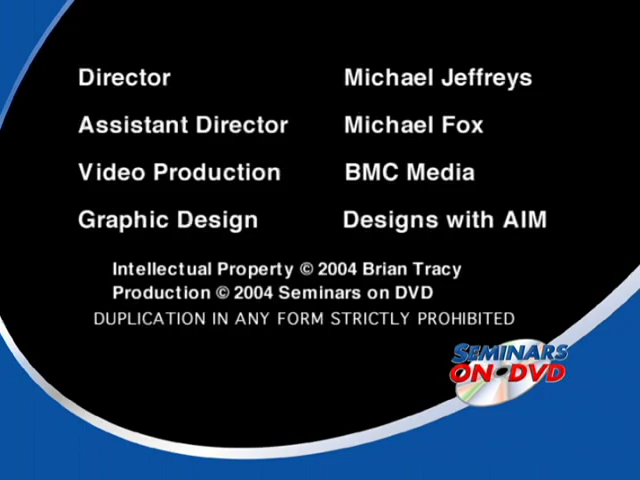 Director Michael Jeffreys
Assistant Director Michael Fox
Video Production BMC Media
Graphic Design Designs with AIM
Intellectual Property © 2004 Brian Tracy
Production © 2004 Seminars on DVD
DUPLICATION IN ANY FORM STRICTLY PROHIBITED
SEMINARS
ON DVD